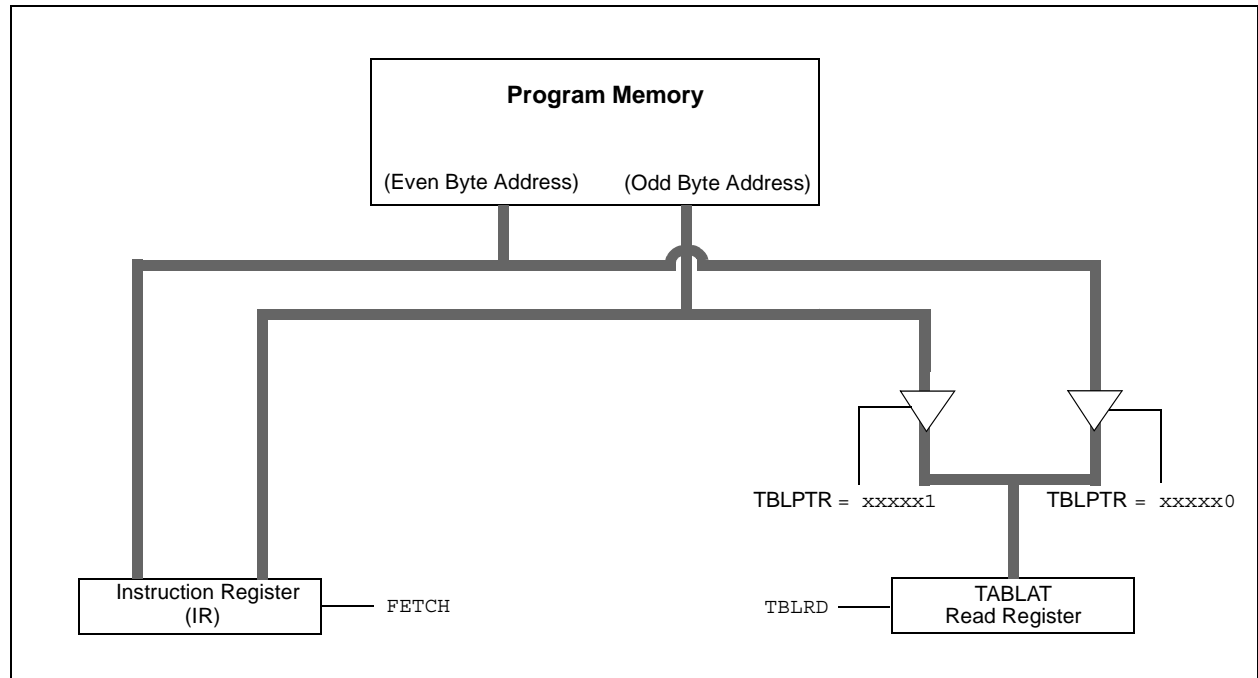 Program Memory
(Even Byte Address) (Odd Byte Address)
TBLPTR = xxxxx1 TBLPTR = xxxxx0
Instruction Register
(IR)
FETCH
TBLRD
TABLAT
Read Register